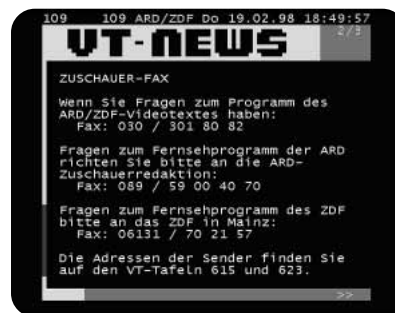 109 109 ARD/ZDF Do 19.02.98 18:49:57
VT-NEWS 2/3
ZUSCHAUER-FAX
Wenn Sie Fragen zum Programm des
ARD/ZDF-Videotextes haben:
Fax: 030 / 301 80 82
Fragen zum Fernsehprogramm der ARD
richten Sie bitte an die ARD-
Zuschauerredaktion:
Fax: 089 / 59 00 40 70
Fragen zum Fernsehprogramm des ZDF
bitte an das ZDF in Mainz:
Fax: 06131 / 70 21 57
Die Adressen der Sender finden Sie
auf den VT-Tafeln 615 und 623.
>>